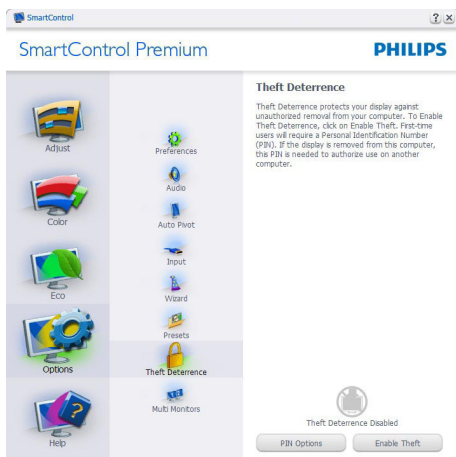 SmartControl
?
×
SmartControl Premium
PHILIPS
Adjust
Color
Eco
Options
?
Help
Preferences
Audio
Auto Pivot
Input
Wizard
Presets
Theft Deterrence
Multi Monitors
Theft Deterrence
Theft Deterrence protects your display against
unauthorized removal from your computer. To Enable
Theft Deterrence, click on Enable Theft. First-time
users will require a Personal Identification Number
(PIN). If the display is removed from this computer,
this PIN is needed to authorize use on another
computer.
Theft Deterrence Disabled
PIN Options
Enable Theft